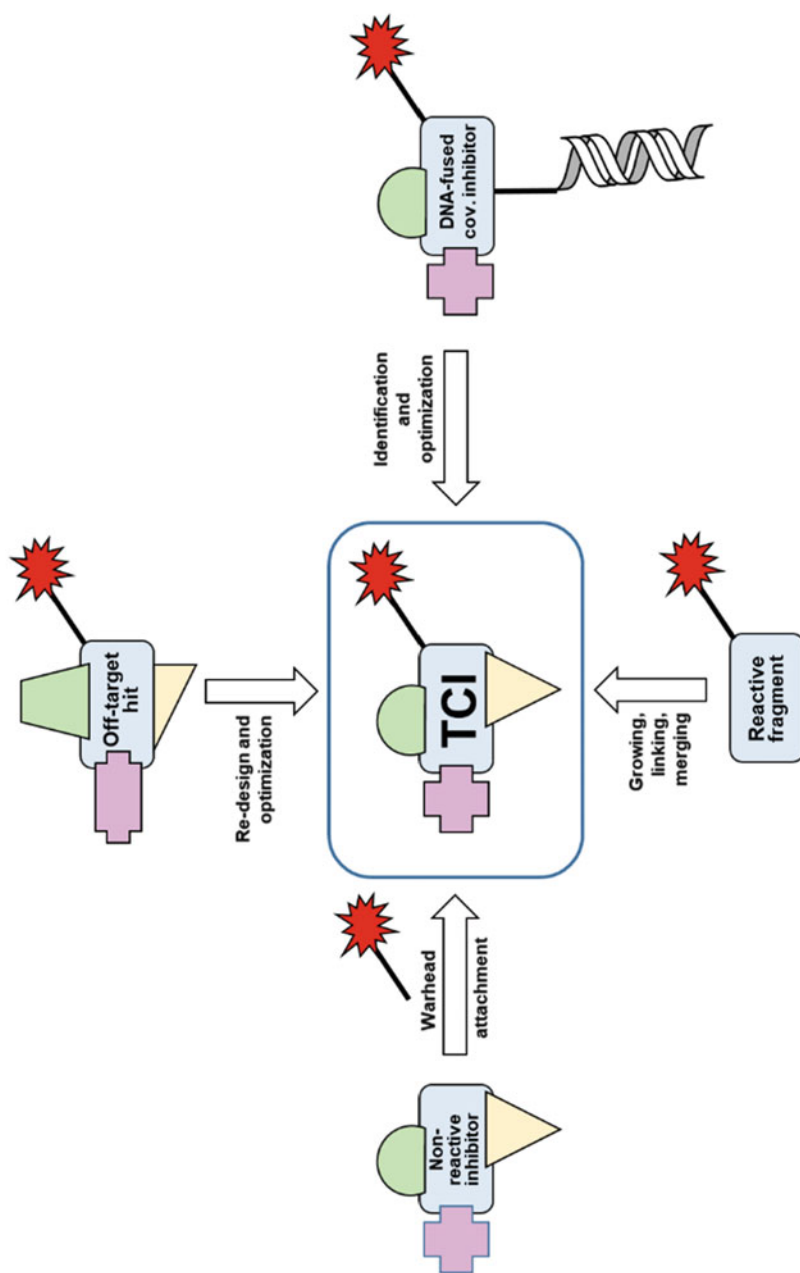 Off-target
hit
Re-design and
optimization
Non-
reactive
inhibitor
Warhead
attachment
TCI
Identification
and
optimization
DNA-fused
cov. inhibitor
Growing,
linking,
merging
Reactive
fragment